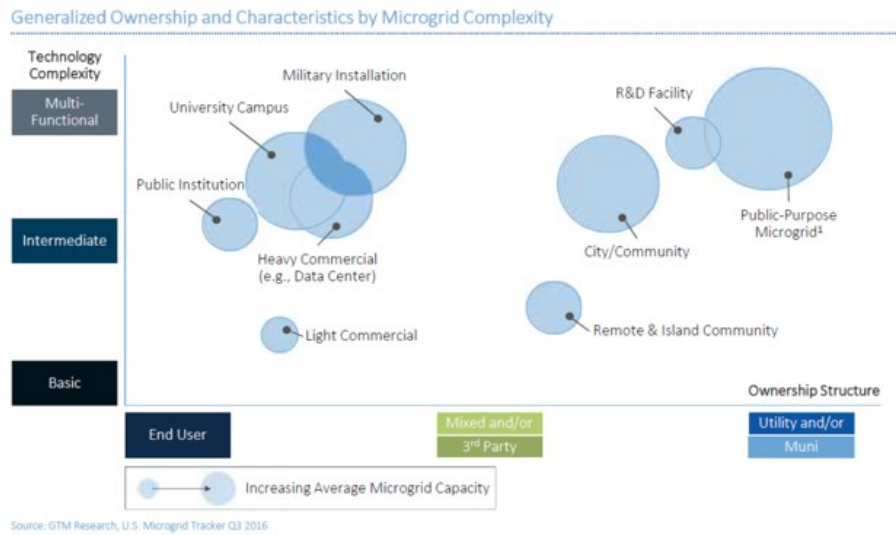 Generalized Ownership and Characteristics by Microgrid Complexity
Technology
Complexity
Multi-
Functional
Intermediate
Basic
Military Installation
University Campus
Public Institution
Heavy Commercial
(e.g., Data Center)
Light Commercial
R&D Facility
Public-Purpose
Microgrid¹
City/Community
Remote & Island Community
Ownership Structure
End User
Mixed and/or
3rd Party
Utility and/or
Muni
Increasing Average Microgrid Capacity
Source: GTM Research, U.S. Microgrid Tracker Q3 2016